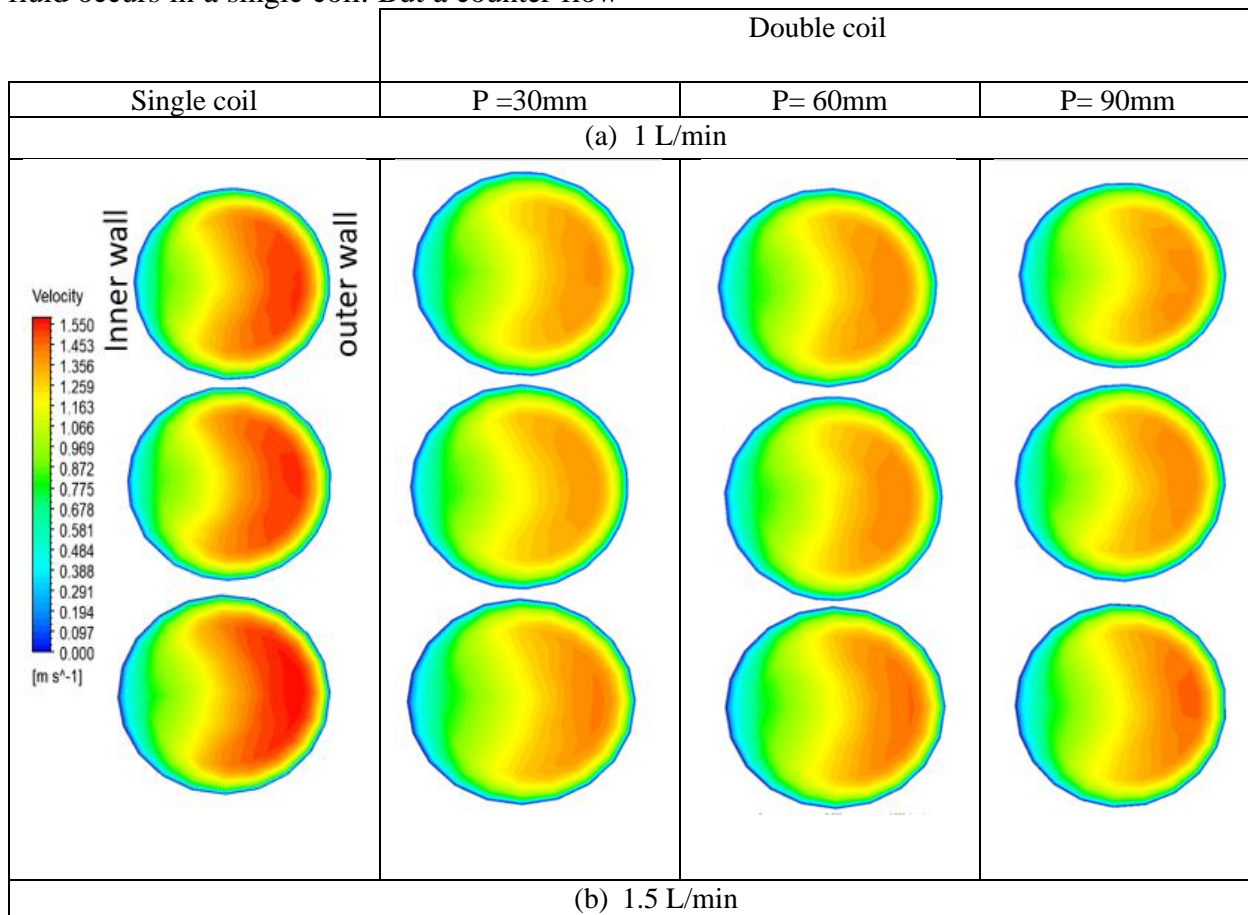 fluid occurs in a single coil. But a counter flow
Double coil
Single coil
P =30mm
P= 60mm
P= 90mm
(a) 1 L/min
Inner wall
outer wall
Velocity
1.550
1.453
1.356
1.259
1.163
1.066
0.969
0.872
0.775
0.678
0.581
0.484
0.388
0.291
0.194
0.097
0.000
[m s^-1]
(b) 1.5 L/min